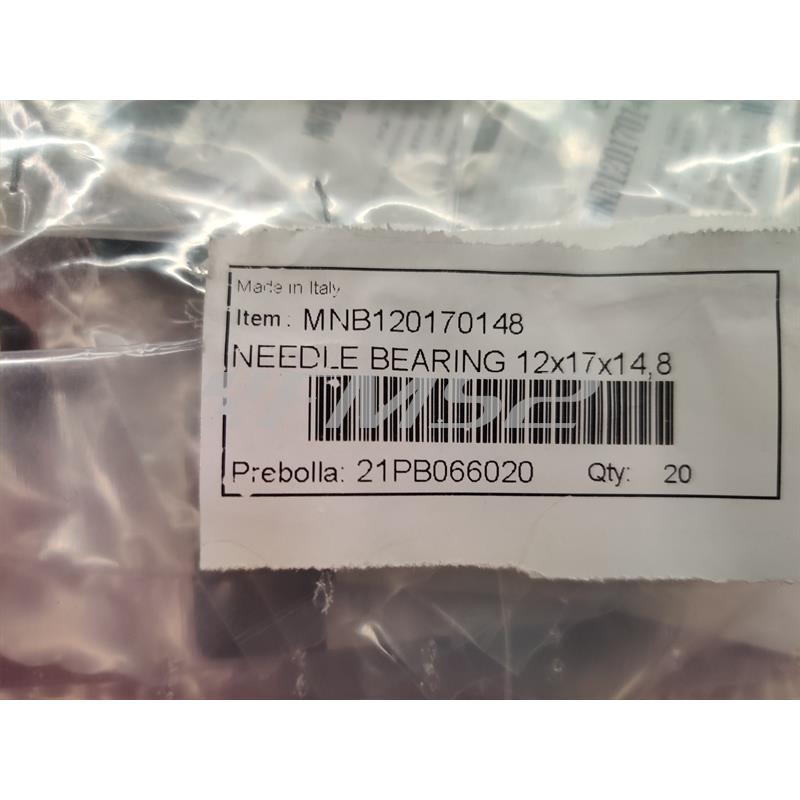 Made in Italy
Item: MNB120170148
NEEDLE BEARING 12x17x14,8
Prebolla: 21PB066020 Qty: 20